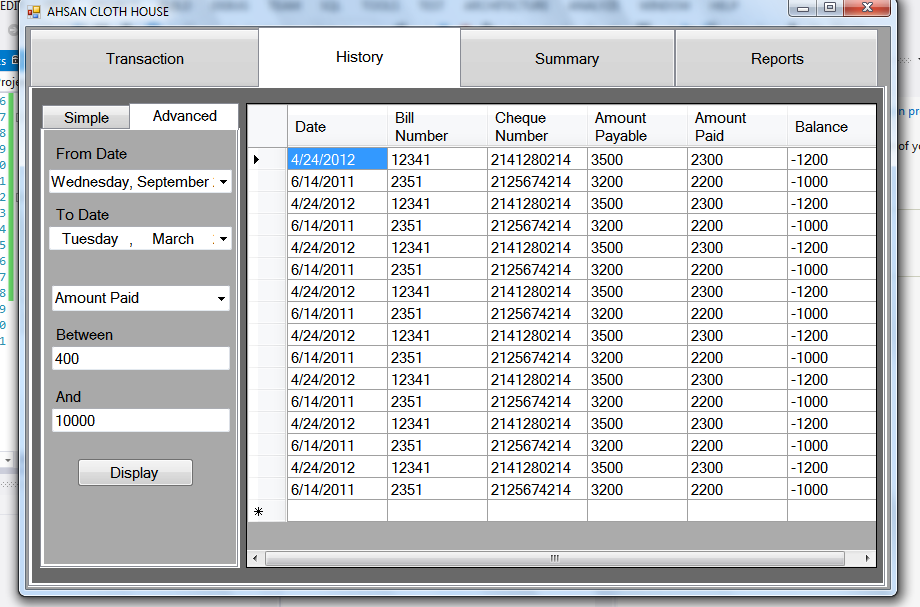 AHSAN CLOTH HOUSE
Transaction History Summary Reports
Simple Advanced
From Date
Wednesday, September
To Date
Tuesday , March
Amount Paid
Between
400
And
10000
Display
Date Bill Number Cheque Number Amount Payable Amount Paid Balance
4/24/2012 12341 2141280214 3500 2300 -1200
6/14/2011 2351 2125674214 3200 2200 -1000
4/24/2012 12341 2141280214 3500 2300 -1200
6/14/2011 2351 2125674214 3200 2200 -1000
4/24/2012 12341 2141280214 3500 2300 -1200
6/14/2011 2351 2125674214 3200 2200 -1000
4/24/2012 12341 2141280214 3500 2300 -1200
6/14/2011 2351 2125674214 3200 2200 -1000
4/24/2012 12341 2141280214 3500 2300 -1200
6/14/2011 2351 2125674214 3200 2200 -1000
4/24/2012 12341 2141280214 3500 2300 -1200
6/14/2011 2351 2125674214 3200 2200 -1000
4/24/2012 12341 2141280214 3500 2300 -1200
6/14/2011 2351 2125674214 3200 2200 -1000
4/24/2012 12341 2141280214 3500 2300 -1200
6/14/2011 2351 2125674214 3200 2200 -1000